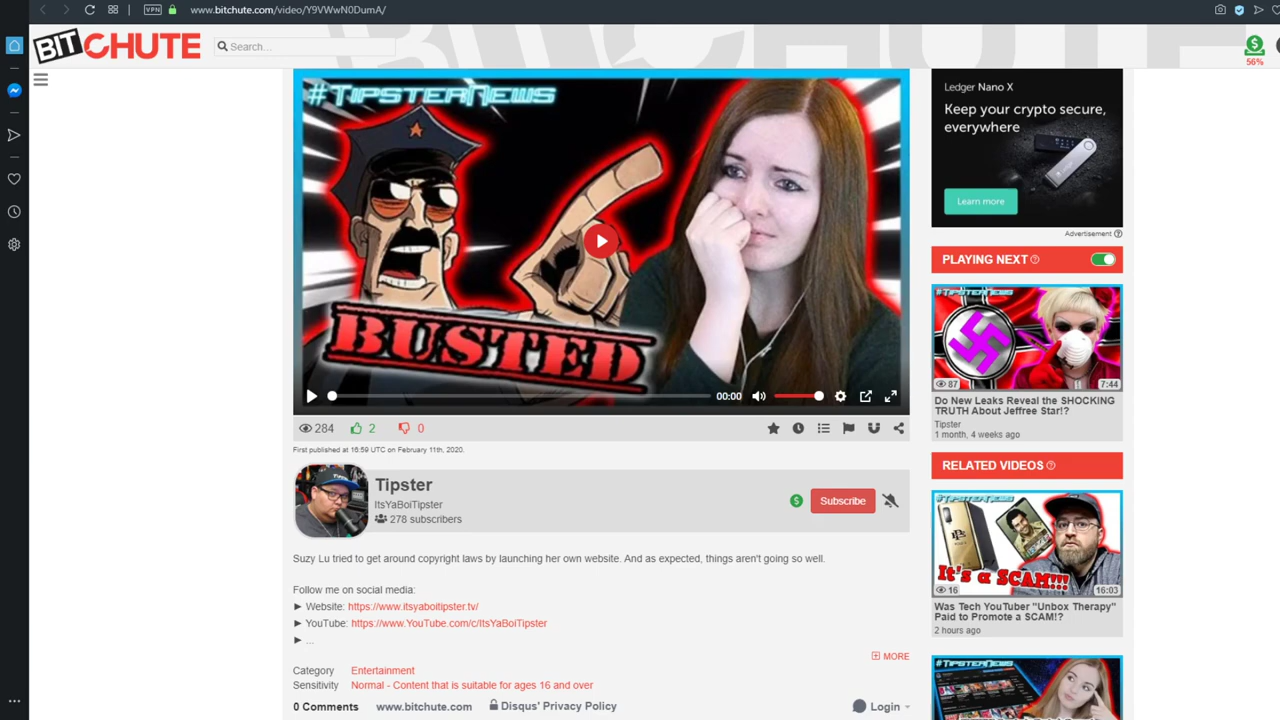 VPN
www.bitchute.com/video/Y9VWwN0DumA/
BITCHUTE
Search...
BITCHUTE
56%
#TIPSTERNEWS
BUSTED
00:00
284
2
0
First published at 16:59 UTC on February 11th, 2020.
Tipster
ItsYaBoiTipster
278 subscribers
Subscribe
Suzy Lu tried to get around copyright laws by launching her own website. And as expected, things aren't going so well.
Follow me on social media:
► Website: https://www.itsyaboitipster.tv/
► YouTube: https://www.YouTube.com/c/ItsYaBoiTipster
► ...
MORE
Category Entertainment
Sensitivity Normal - Content that is suitable for ages 16 and over
0 Comments www.bitchute.com Disqus' Privacy Policy Login
Ledger Nano X
Keep your crypto secure,
everywhere
Learn more
Advertisement
PLAYING NEXT
#TIPSTERNEWS
87
7:44
Do New Leaks Reveal the SHOCKING
TRUTH About Jeffree Star!?
Tipster
1 month, 4 weeks ago
RELATED VIDEOS
#TIPSTERNEWS
It's a SCAM!!!
16
16:03
Was Tech YouTuber "Unbox Therapy"
Paid to Promote a SCAM!?
2 hours ago
#TIPSTERNEWS